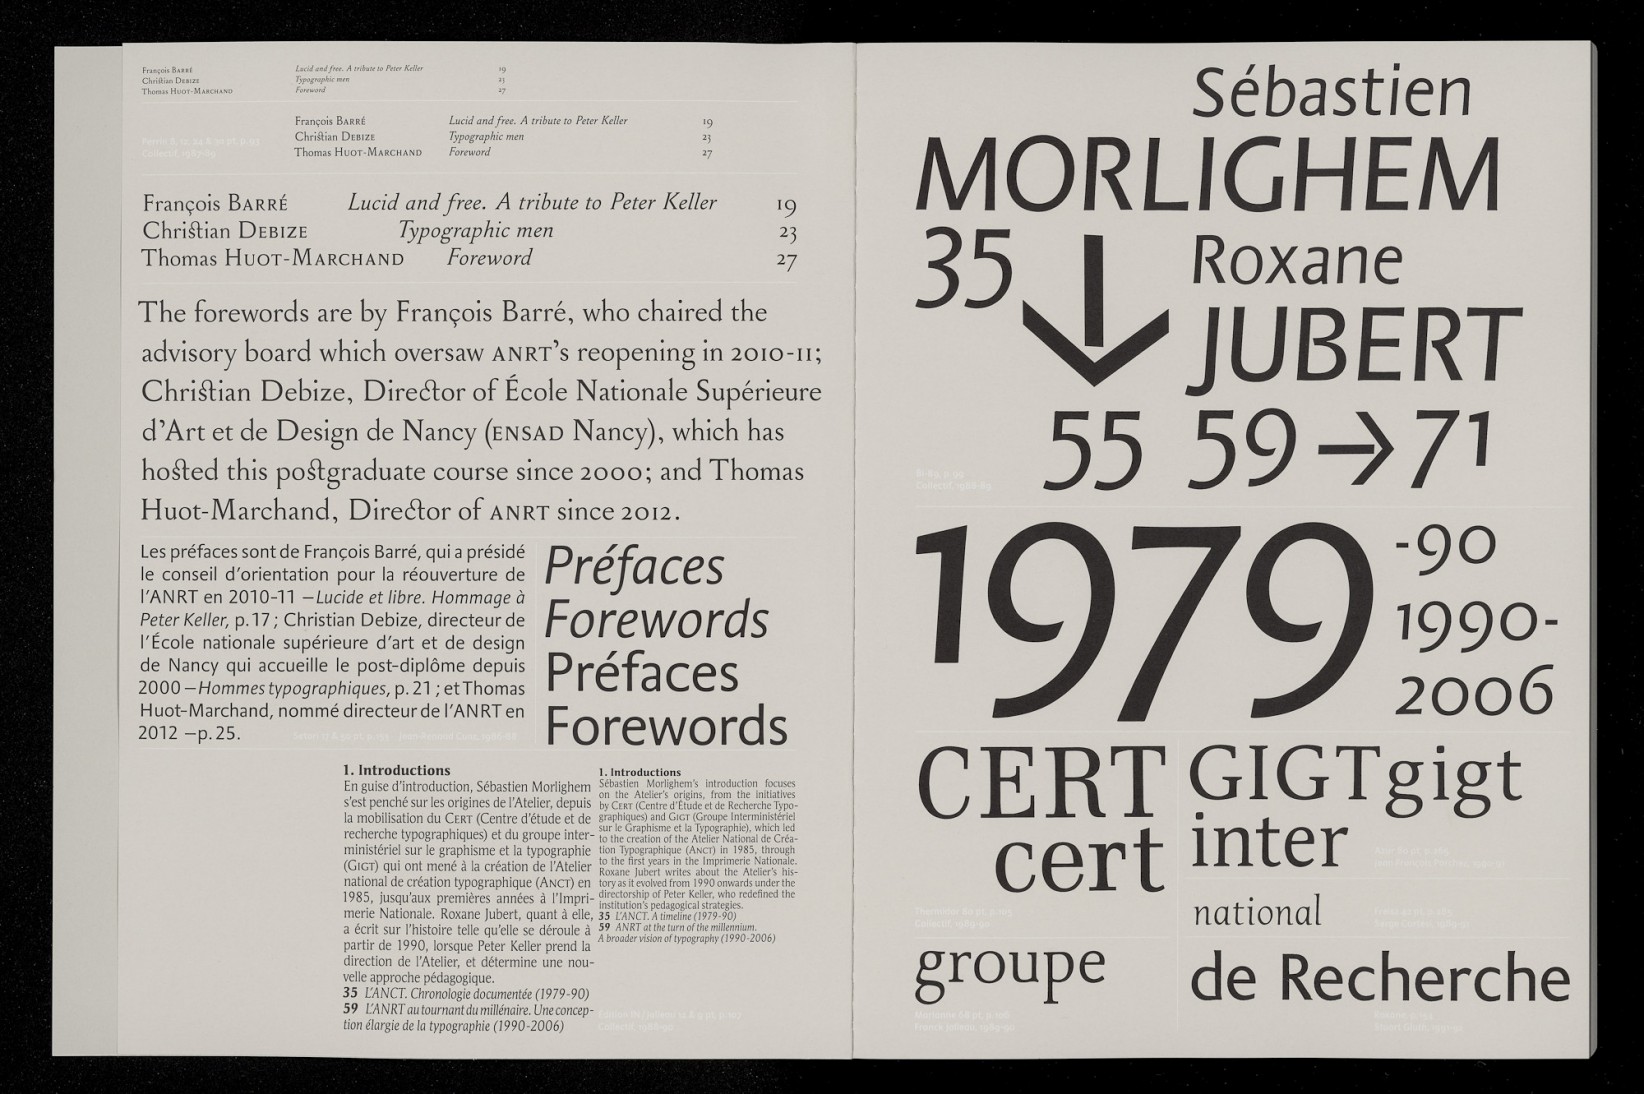 François BARRÉ Lucid and free. A tribute to Peter Keller 19
Christian DEBIZE Typographic men 23
Thomas HUOT-MARCHAND Foreword 27
François BARRÉ Lucid and free. A tribute to Peter Keller 19
Christian DEBIZE Typographic men 23
Thomas HUOT-MARCHAND Foreword 27
Collectif, 1987-89
François BARRÉ Lucid and free. A tribute to Peter Keller 19
Christian DEBIZE Typographic men 23
Thomas HUOT-MARCHAND Foreword 27
The forewords are by François Barré, who chaired the
advisory board which oversaw ANRT’s reopening in 2010-11;
Christian Debize, Director of École Nationale Supérieure
d’Art et de Design de Nancy (ENSAD Nancy), which has
hosted this postgraduate course since 2000; and Thomas
Huot-Marchand, Director of ANRT since 2012.
Les préfaces sont de François Barré, qui a présidé
le conseil d’orientation pour la réouverture de
l’ANRT en 2010-11 –Lucide et libre. Hommage à
Peter Keller, p. 17 ; Christian Debize, directeur de
l’École nationale supérieure d’art et de design
de Nancy qui accueille le post-diplôme depuis
2000 –Hommes typographiques, p. 21 ; et Thomas
Huot-Marchand, nommé directeur de l’ANRT en
2012 –p. 25.
Préfaces
Forewords
Préfaces
Forewords
1. Introductions
En guise d’introduction, Sébastien Morlighem
s’est penché sur les origines de l’Atelier, depuis
la mobilisation du CERT (Centre d’étude et de
recherche typographiques) et du groupe inter-
ministériel sur le graphisme et la typographie
(GIGT) qui ont mené à la création de l’Atelier
national de création typographique (ANCT) en
1985, jusqu’aux premières années à l’Impri-
merie Nationale. Roxane Jubert, quant à elle,
a écrit sur l’histoire telle qu’elle se déroule à
partir de 1990, lorsque Peter Keller prend la
direction de l’Atelier, et détermine une nou-
velle approche pédagogique.
35 L’ANCT. Chronologie documentée (1979-90)
59 L’ANRT au tournant du millénaire. Une concep-
tion élargie de la typographie (1990-2006)
1. Introductions
Sébastien Morlighem’s introduction focuses
on the Atelier’s origins, from the initiatives
by CERT (Centre d’Étude et de Recherche Typo-
graphiques) and GIGT (Groupe Interministériel
sur le Graphisme et la Typographie), which led
to the creation of the Atelier National de Créa-
tion Typographique (ANCT) in 1985, through
to the first years in the Imprimerie Nationale.
Roxane Jubert writes about the Atelier’s his-
tory as it evolved from 1990 onwards under the
directorship of Peter Keller, who redefined the
institution’s pedagogical strategies.
35 L’ANCT. A timeline (1979-90)
59 ANRT at the turn of the millennium.
A broader vision of typography (1990-2006)
Sébastien
MORLIGHEM
35 ↓ Roxane
JUBERT
55 59 → 71
1979 -90
1990-
2006
CERT
cert
GIGT gigt
inter
national
groupe
de Recherche